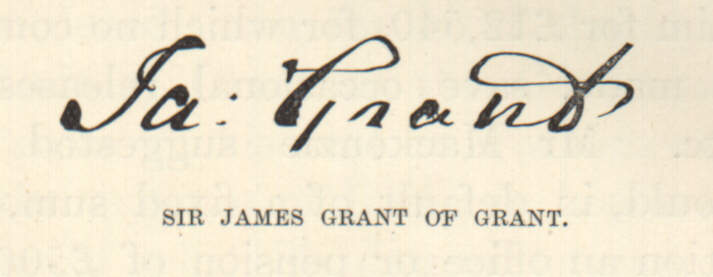 Ja: Grant
SIR JAMES GRANT OF GRANT.